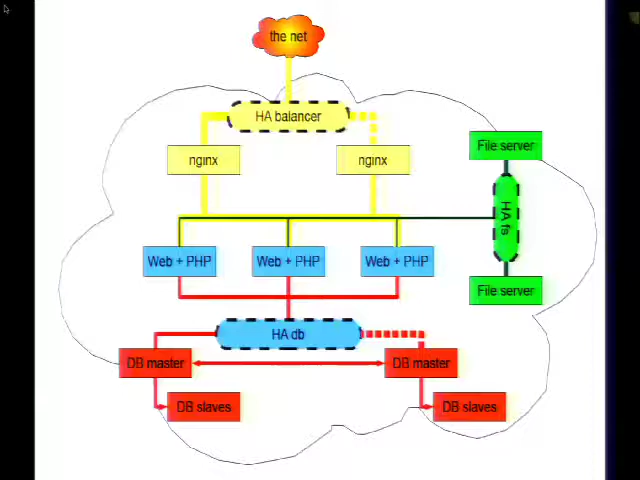 the net
HA balancer
File server
nginx
nginx
HA fs
Web + PHP
Web + PHP
Web + PHP
File server
HA db
DB master
DB master
DB slaves
DB slaves